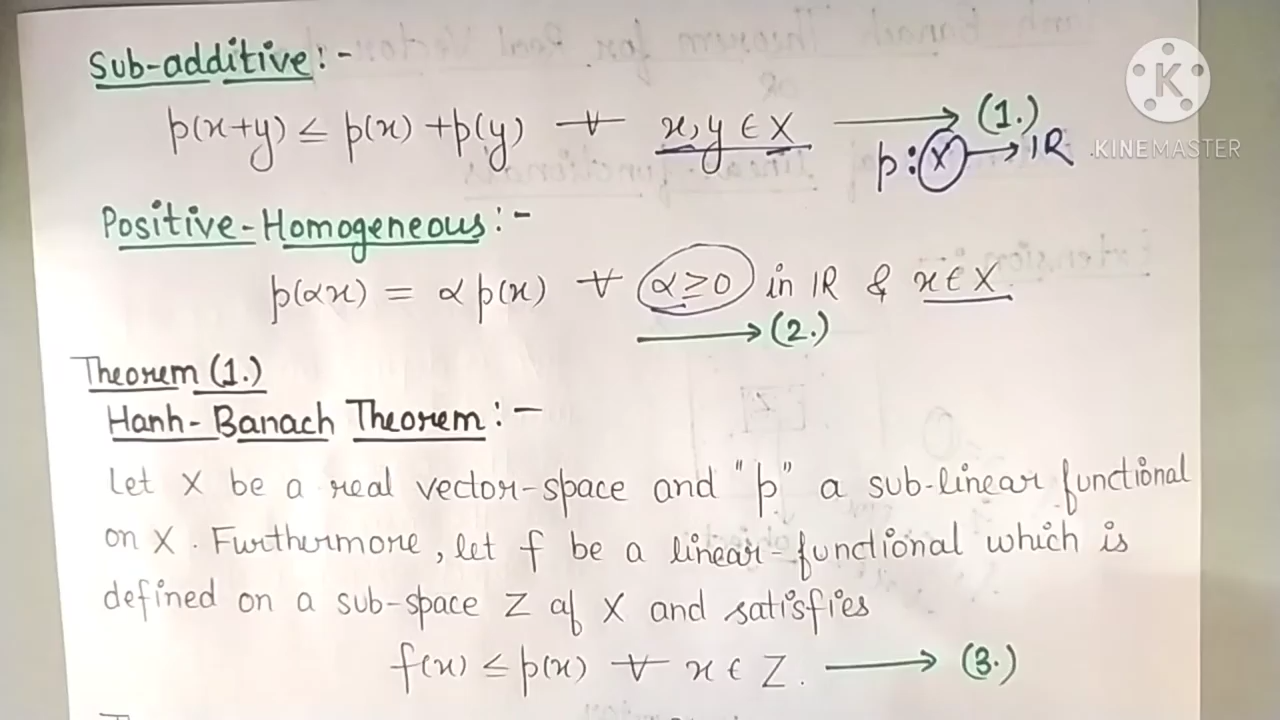 Sub-additive:-
p(x+y) ≤ p(x) + p(y) ∀ x,y ∈ X ⟶ (1.)
p: X → IR
K
KINEMASTER
Positive-Homogeneous:-
p(αx) = α p(x) ∀ α≥0 in IR & x ∈ X.
⟶ (2.)
Theorem (1.)
Hanh-Banach Theorem:-
Let X be a real vector-space and "p" a sub-linear functional
on X. Furthermore, let f be a linear-functional which is
defined on a sub-space Z of X and satisfies
f(x) ≤ p(x) ∀ x ∈ Z. ⟶ (3.)